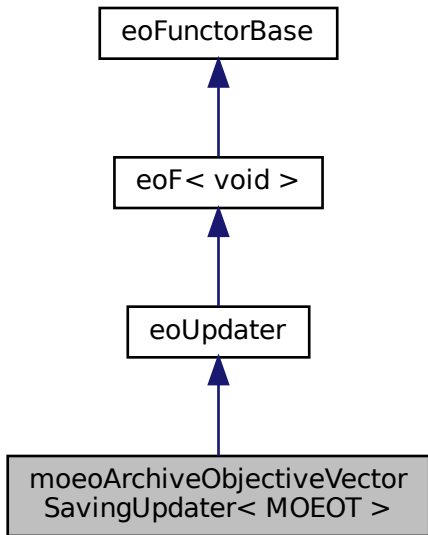 eoFunctorBase
eoF< void >
eoUpdater
moeoArchiveObjectiveVector
SavingUpdater< MOEOT >